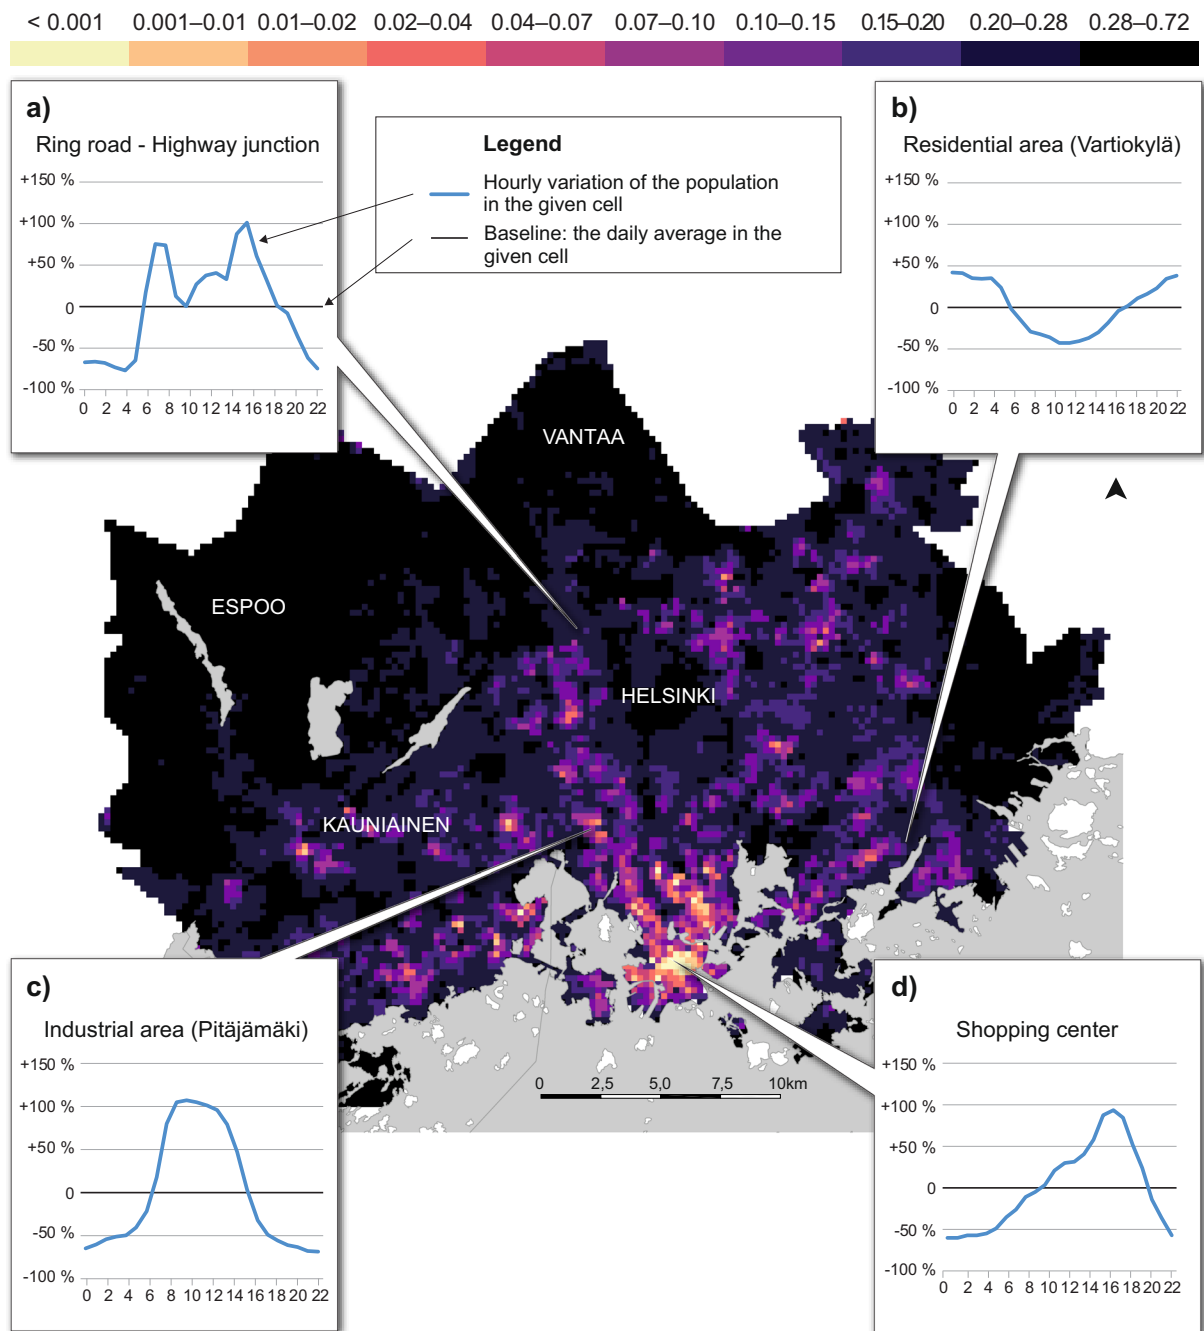 < 0.001 0.001–0.01 0.01–0.02 0.02–0.04 0.04–0.07 0.07–0.10 0.10–0.15 0.15–0.20 0.20–0.28 0.28–0.72
a)
Ring road - Highway junction
+150 %
+100 %
+50 %
0
-50 %
-100 %
0 2 4 6 8 10 12 14 16 18 20 22
Legend
Hourly variation of the population
in the given cell
Baseline: the daily average in the
given cell
b)
Residential area (Vartiokylä)
+150 %
+100 %
+50 %
0
-50 %
-100 %
0 2 4 6 8 10 12 14 16 18 20 22
VANTAA
ESPOO
HELSINKI
KAUNIAINEN
c)
Industrial area (Pitäjämäki)
+150 %
+100 %
+50 %
0
-50 %
-100 %
0 2 4 6 8 10 12 14 16 18 20 22
0 2,5 5,0 7,5 10km
d)
Shopping center
+150 %
+100 %
+50 %
0
-50 %
-100 %
0 2 4 6 8 10 12 14 16 18 20 22